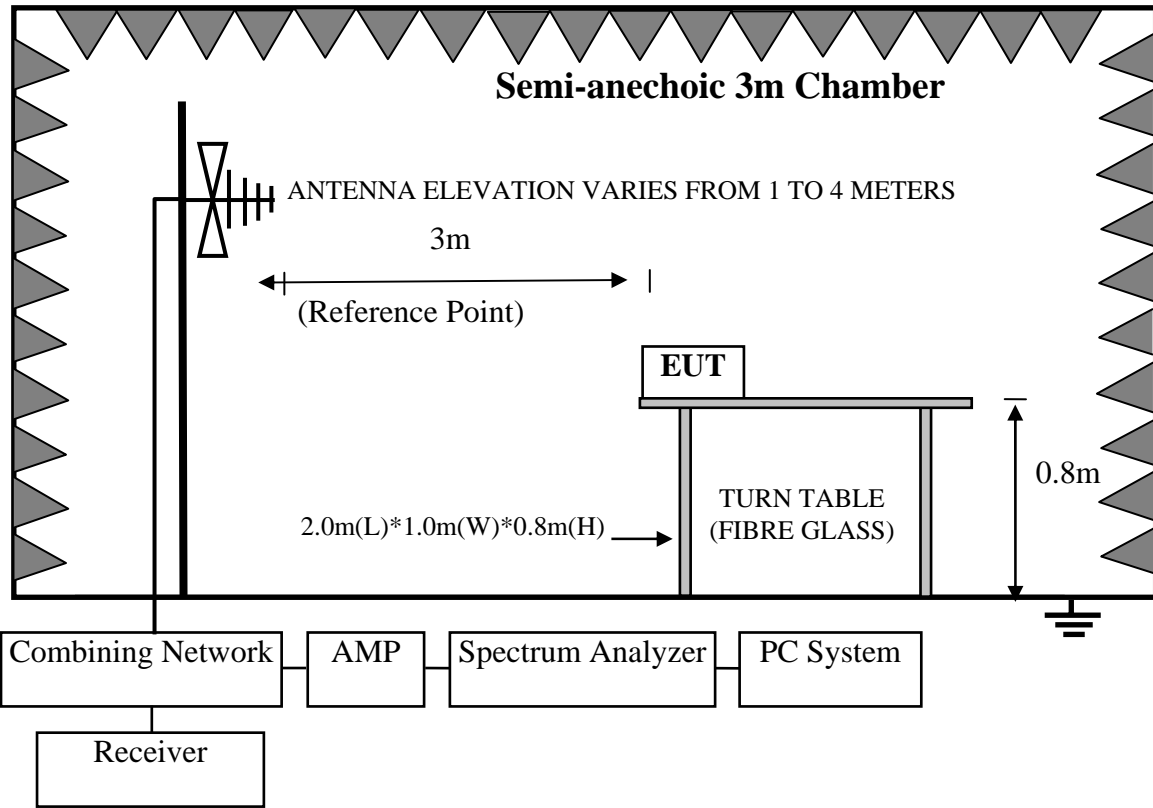 Semi-anechoic 3m Chamber
ANTENNA ELEVATION VARIES FROM 1 TO 4 METERS
3m
(Reference Point)
EUT
0.8m
TURN TABLE
(FIBRE GLASS)
2.0m(L)*1.0m(W)*0.8m(H)
Combining Network
AMP
Spectrum Analyzer
PC System
Receiver